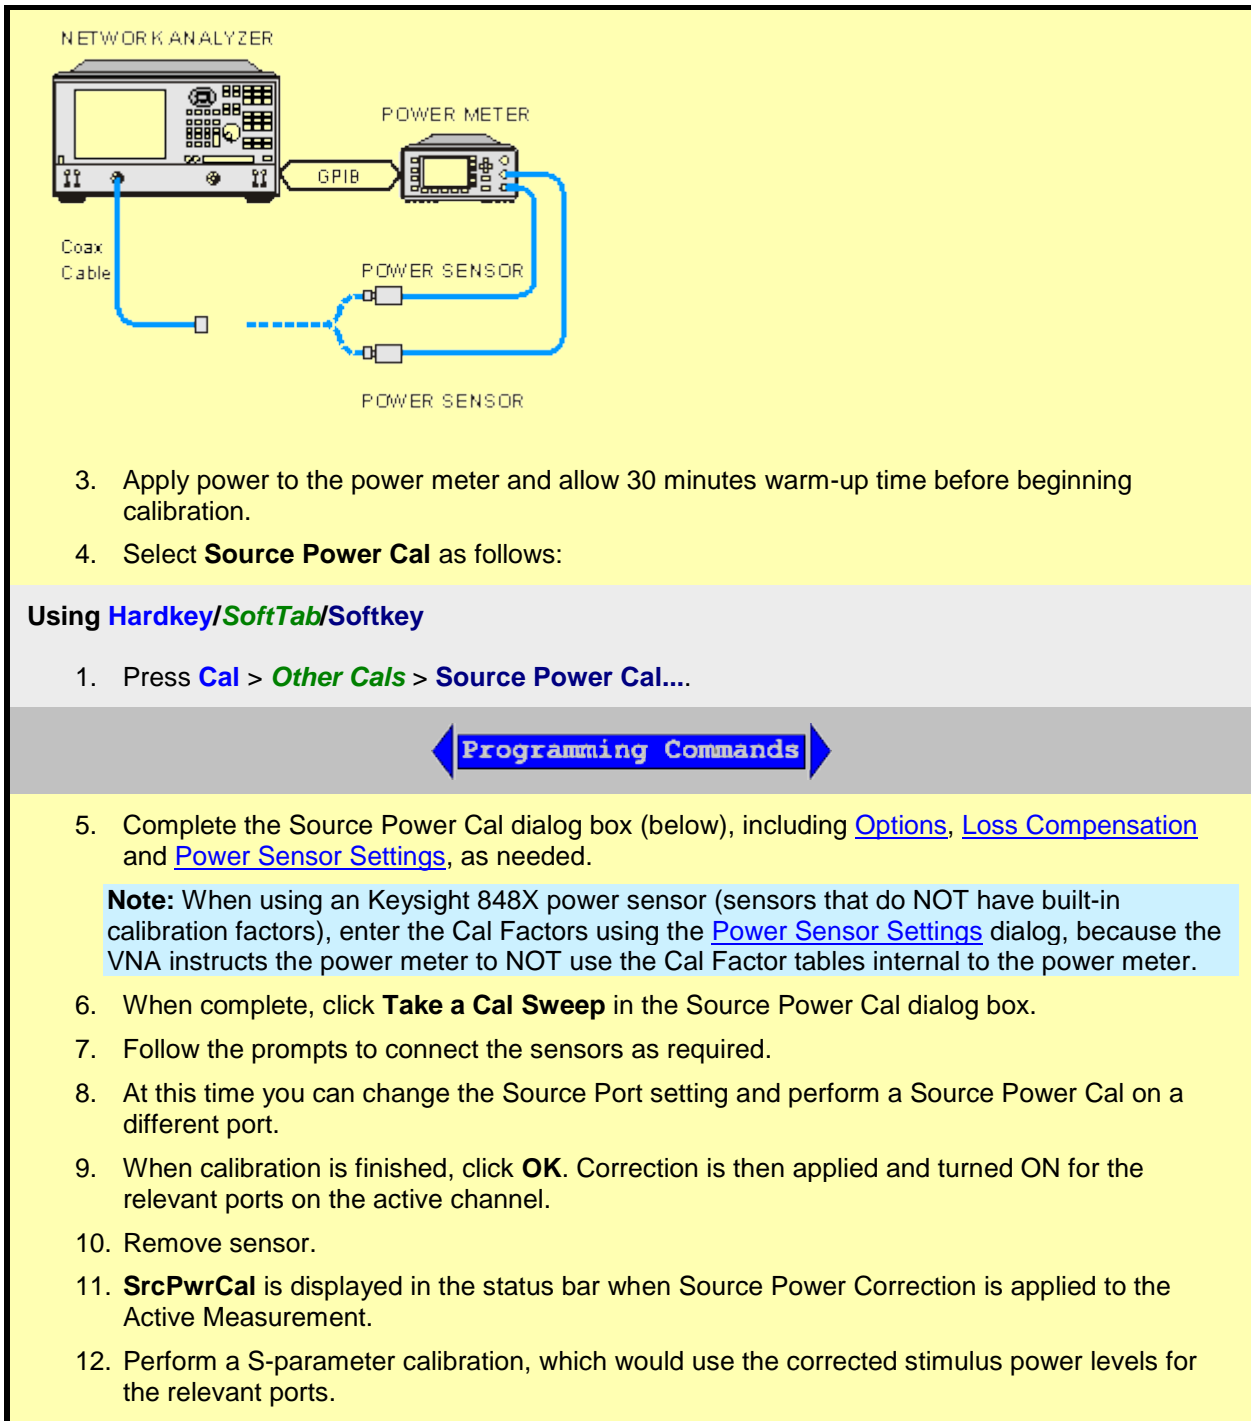 NETWORK ANALYZER
POWER METER
GPIB
Coax
Cable
POWER SENSOR
POWER SENSOR
3. Apply power to the power meter and allow 30 minutes warm-up time before beginning
calibration.
4. Select Source Power Cal as follows:
Using Hardkey/SoftTab/Softkey
1. Press Cal > Other Cals > Source Power Cal....
Programming Commands
5. Complete the Source Power Cal dialog box (below), including Options, Loss Compensation
and Power Sensor Settings, as needed.
Note: When using an Keysight 848X power sensor (sensors that do NOT have built-in
calibration factors), enter the Cal Factors using the Power Sensor Settings dialog, because the
VNA instructs the power meter to NOT use the Cal Factor tables internal to the power meter.
6. When complete, click Take a Cal Sweep in the Source Power Cal dialog box.
7. Follow the prompts to connect the sensors as required.
8. At this time you can change the Source Port setting and perform a Source Power Cal on a
different port.
9. When calibration is finished, click OK. Correction is then applied and turned ON for the
relevant ports on the active channel.
10. Remove sensor.
11. SrcPwrCal is displayed in the status bar when Source Power Correction is applied to the
Active Measurement.
12. Perform a S-parameter calibration, which would use the corrected stimulus power levels for
the relevant ports.